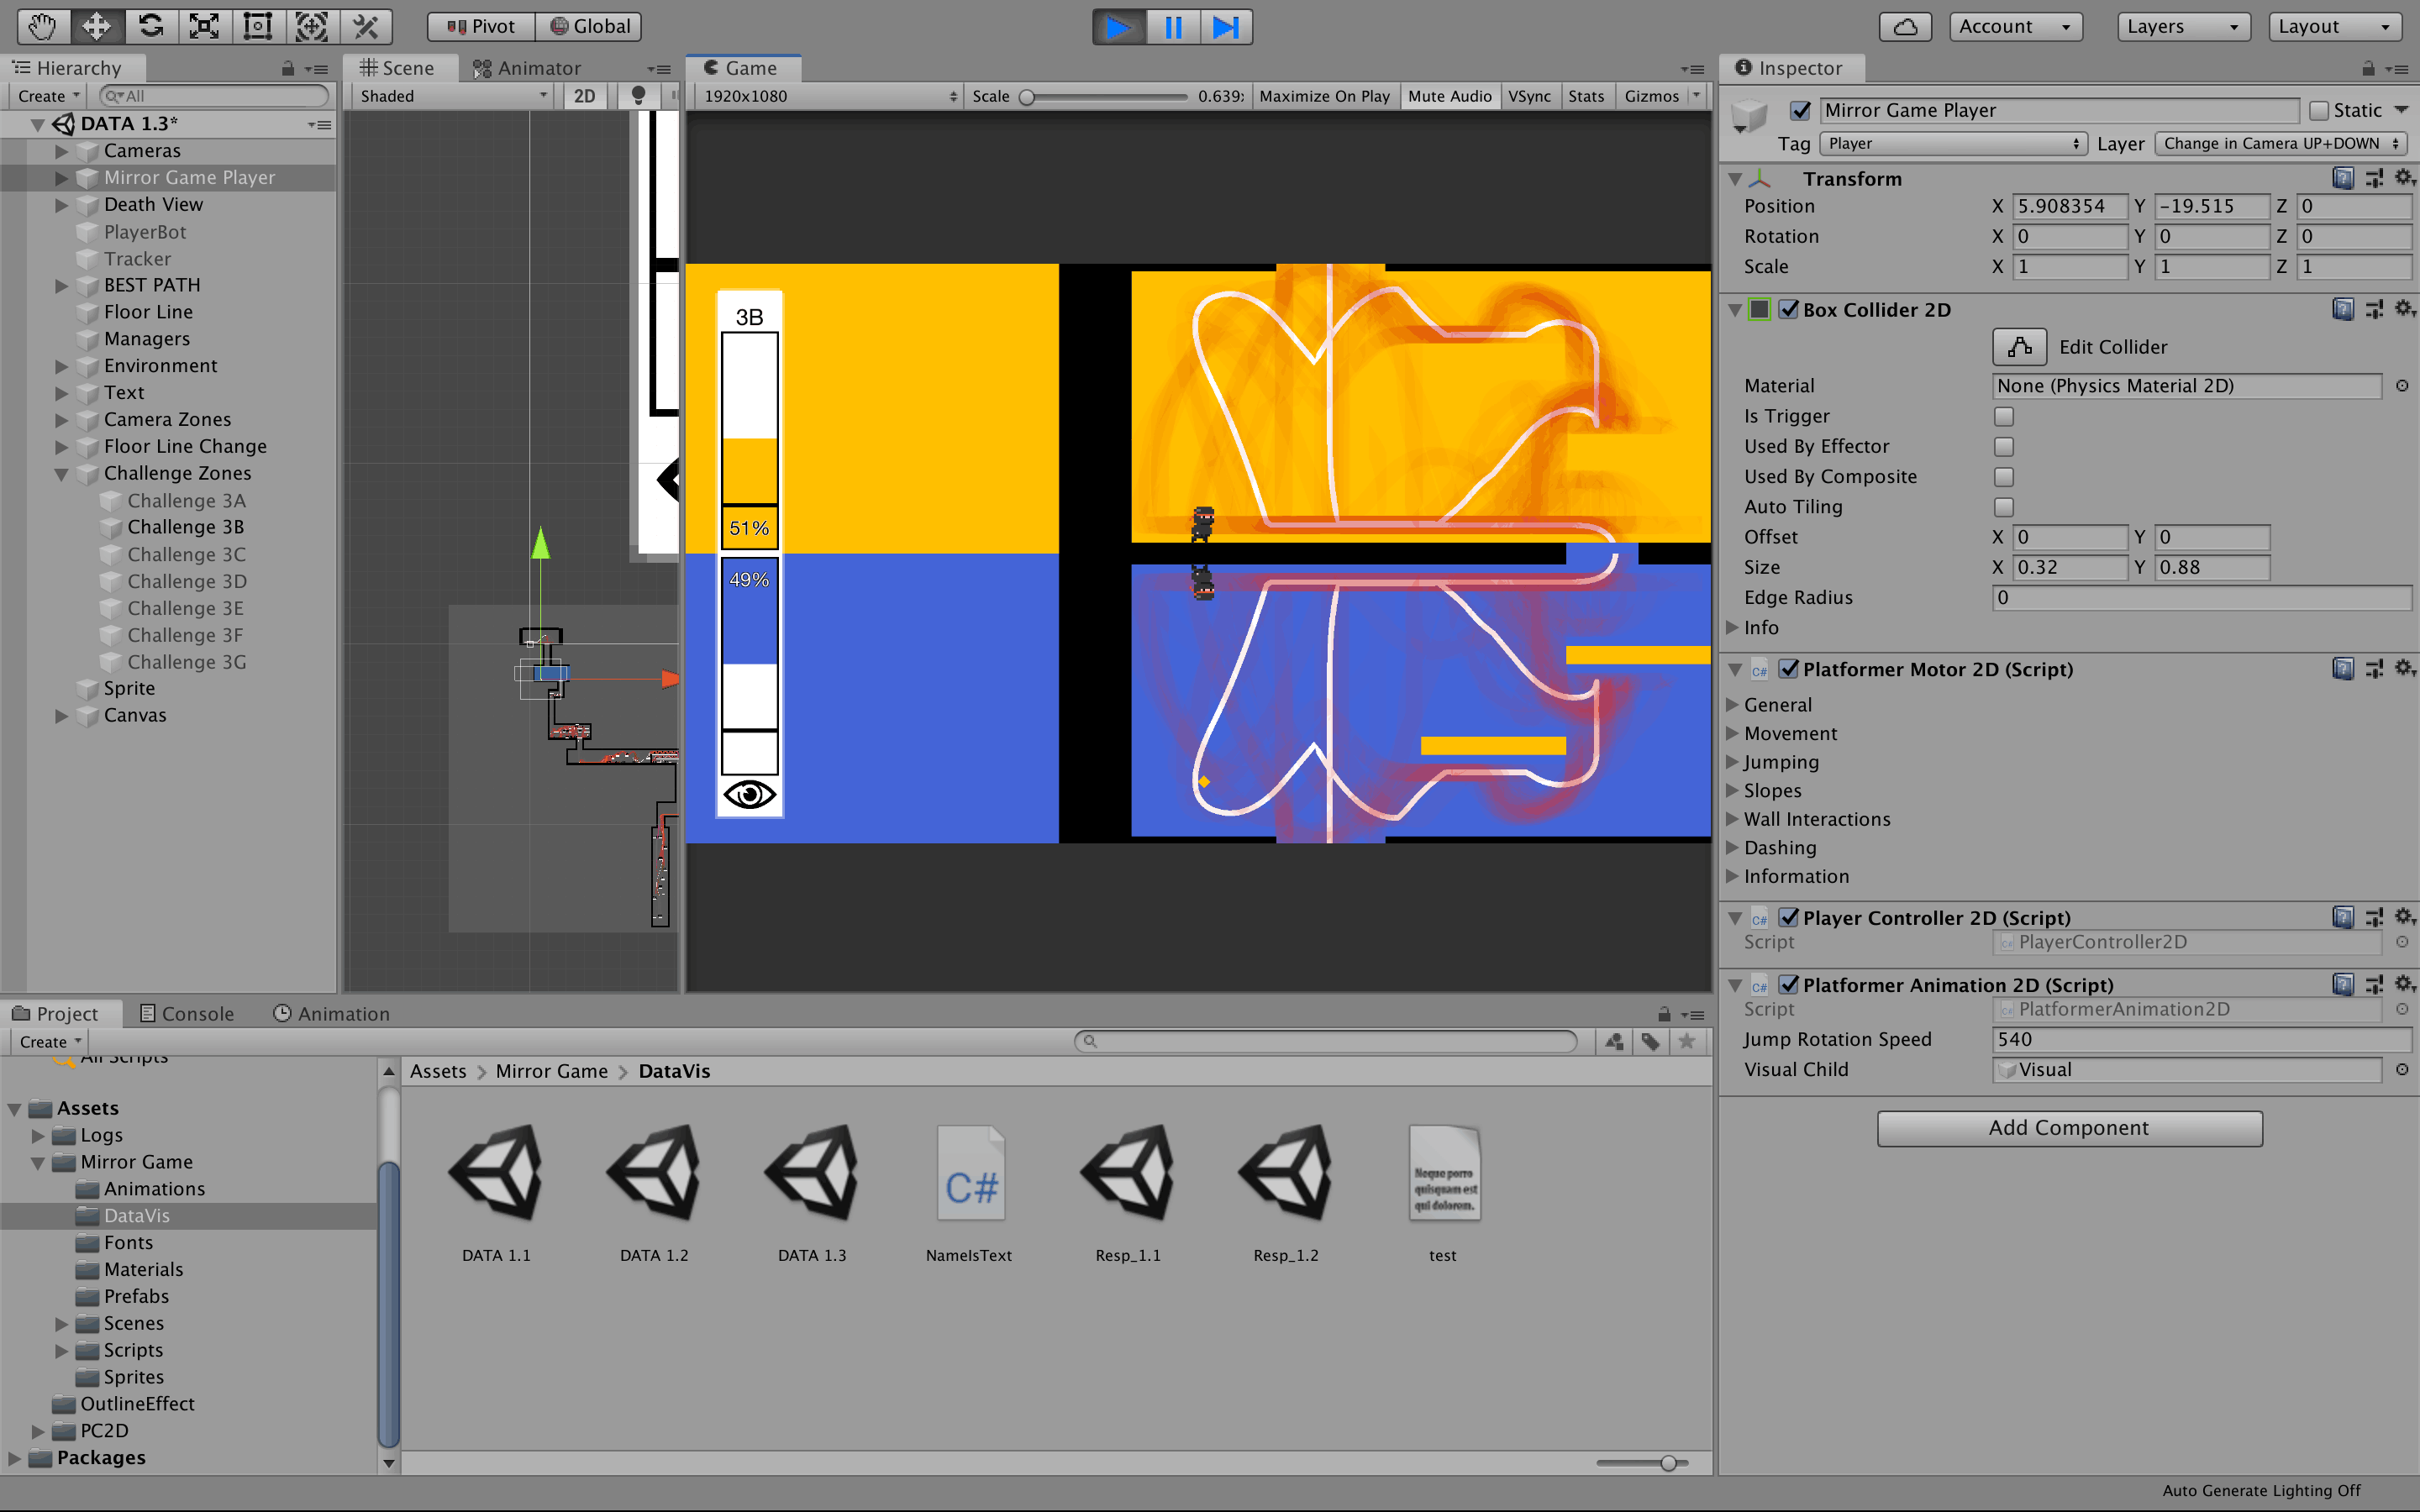 Pivot Global Account Layers Layout
Hierarchy
Create All
DATA 1.3*
Cameras
Mirror Game Player
Death View
PlayerBot
Tracker
BEST PATH
Floor Line
Managers
Environment
Text
Camera Zones
Floor Line Change
Challenge Zones
Challenge 3A
Challenge 3B
Challenge 3C
Challenge 3D
Challenge 3E
Challenge 3F
Challenge 3G
Sprite
Canvas
Scene Animator
Shaded 2D
Game
1920x1080 Scale 0.639 Maximize On Play Mute Audio VSync Stats Gizmos
3B
51%
49%
Inspector
Mirror Game Player Static
Tag Player Layer Change in Camera UP+DOWN
Transform
Position X 5.908354 Y -19.515 Z 0
Rotation X 0 Y 0 Z 0
Scale X 1 Y 1 Z 1
Box Collider 2D
Edit Collider
Material None (Physics Material 2D)
Is Trigger
Used By Effector
Used By Composite
Auto Tiling
Offset X 0 Y 0
Size X 0.32 Y 0.88
Edge Radius 0
Info
Platformer Motor 2D (Script)
General
Movement
Jumping
Slopes
Wall Interactions
Dashing
Information
C# Player Controller 2D (Script)
Script PlayerController2D
C# Platformer Animation 2D (Script)
Script PlatformerAnimation2D
Jump Rotation Speed 540
Visual Child Visual
Add Component
Project Console Animation
Create
All Scripts
Assets
Logs
Mirror Game
Animations
DataVis
Fonts
Materials
Prefabs
Scenes
Scripts
Sprites
OutlineEffect
PC2D
Packages
Assets > Mirror Game > DataVis
C#
Neque porro
quisquam est
qui dolorem.
DATA 1.1 DATA 1.2 DATA 1.3 NameIsText Resp_1.1 Resp_1.2 test
Auto Generate Lighting Off